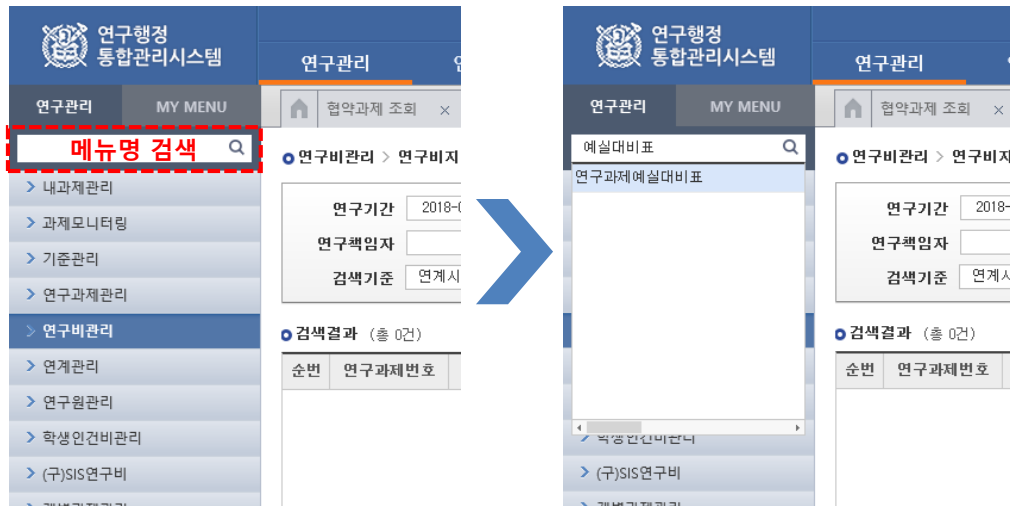 연구행정
통합관리시스템
연구관리
연구관리 MY MENU
협약과제 조회 ×
메뉴명 검색
연구비관리 > 연구비지
> 내과제관리
연구기간 2018-
> 과제모니터링
연구책임자
> 기준관리
검색기준 연계시
> 연구과제관리
> 연구비관리
검색결과 (총 0건)
> 연계관리
순번 연구과제번호
> 연구원관리
> 학생인건비관리
> (구)SIS연구비
연구행정
통합관리시스템
연구관리
연구관리 MY MENU
협약과제 조회 ×
예실대비표
연구비관리 > 연구비지
연구과제예실대비표
연구기간 2018-
연구책임자
검색기준 연계시
검색결과 (총 0건)
순번 연구과제번호
> 학생인건비관리
> (구)SIS연구비